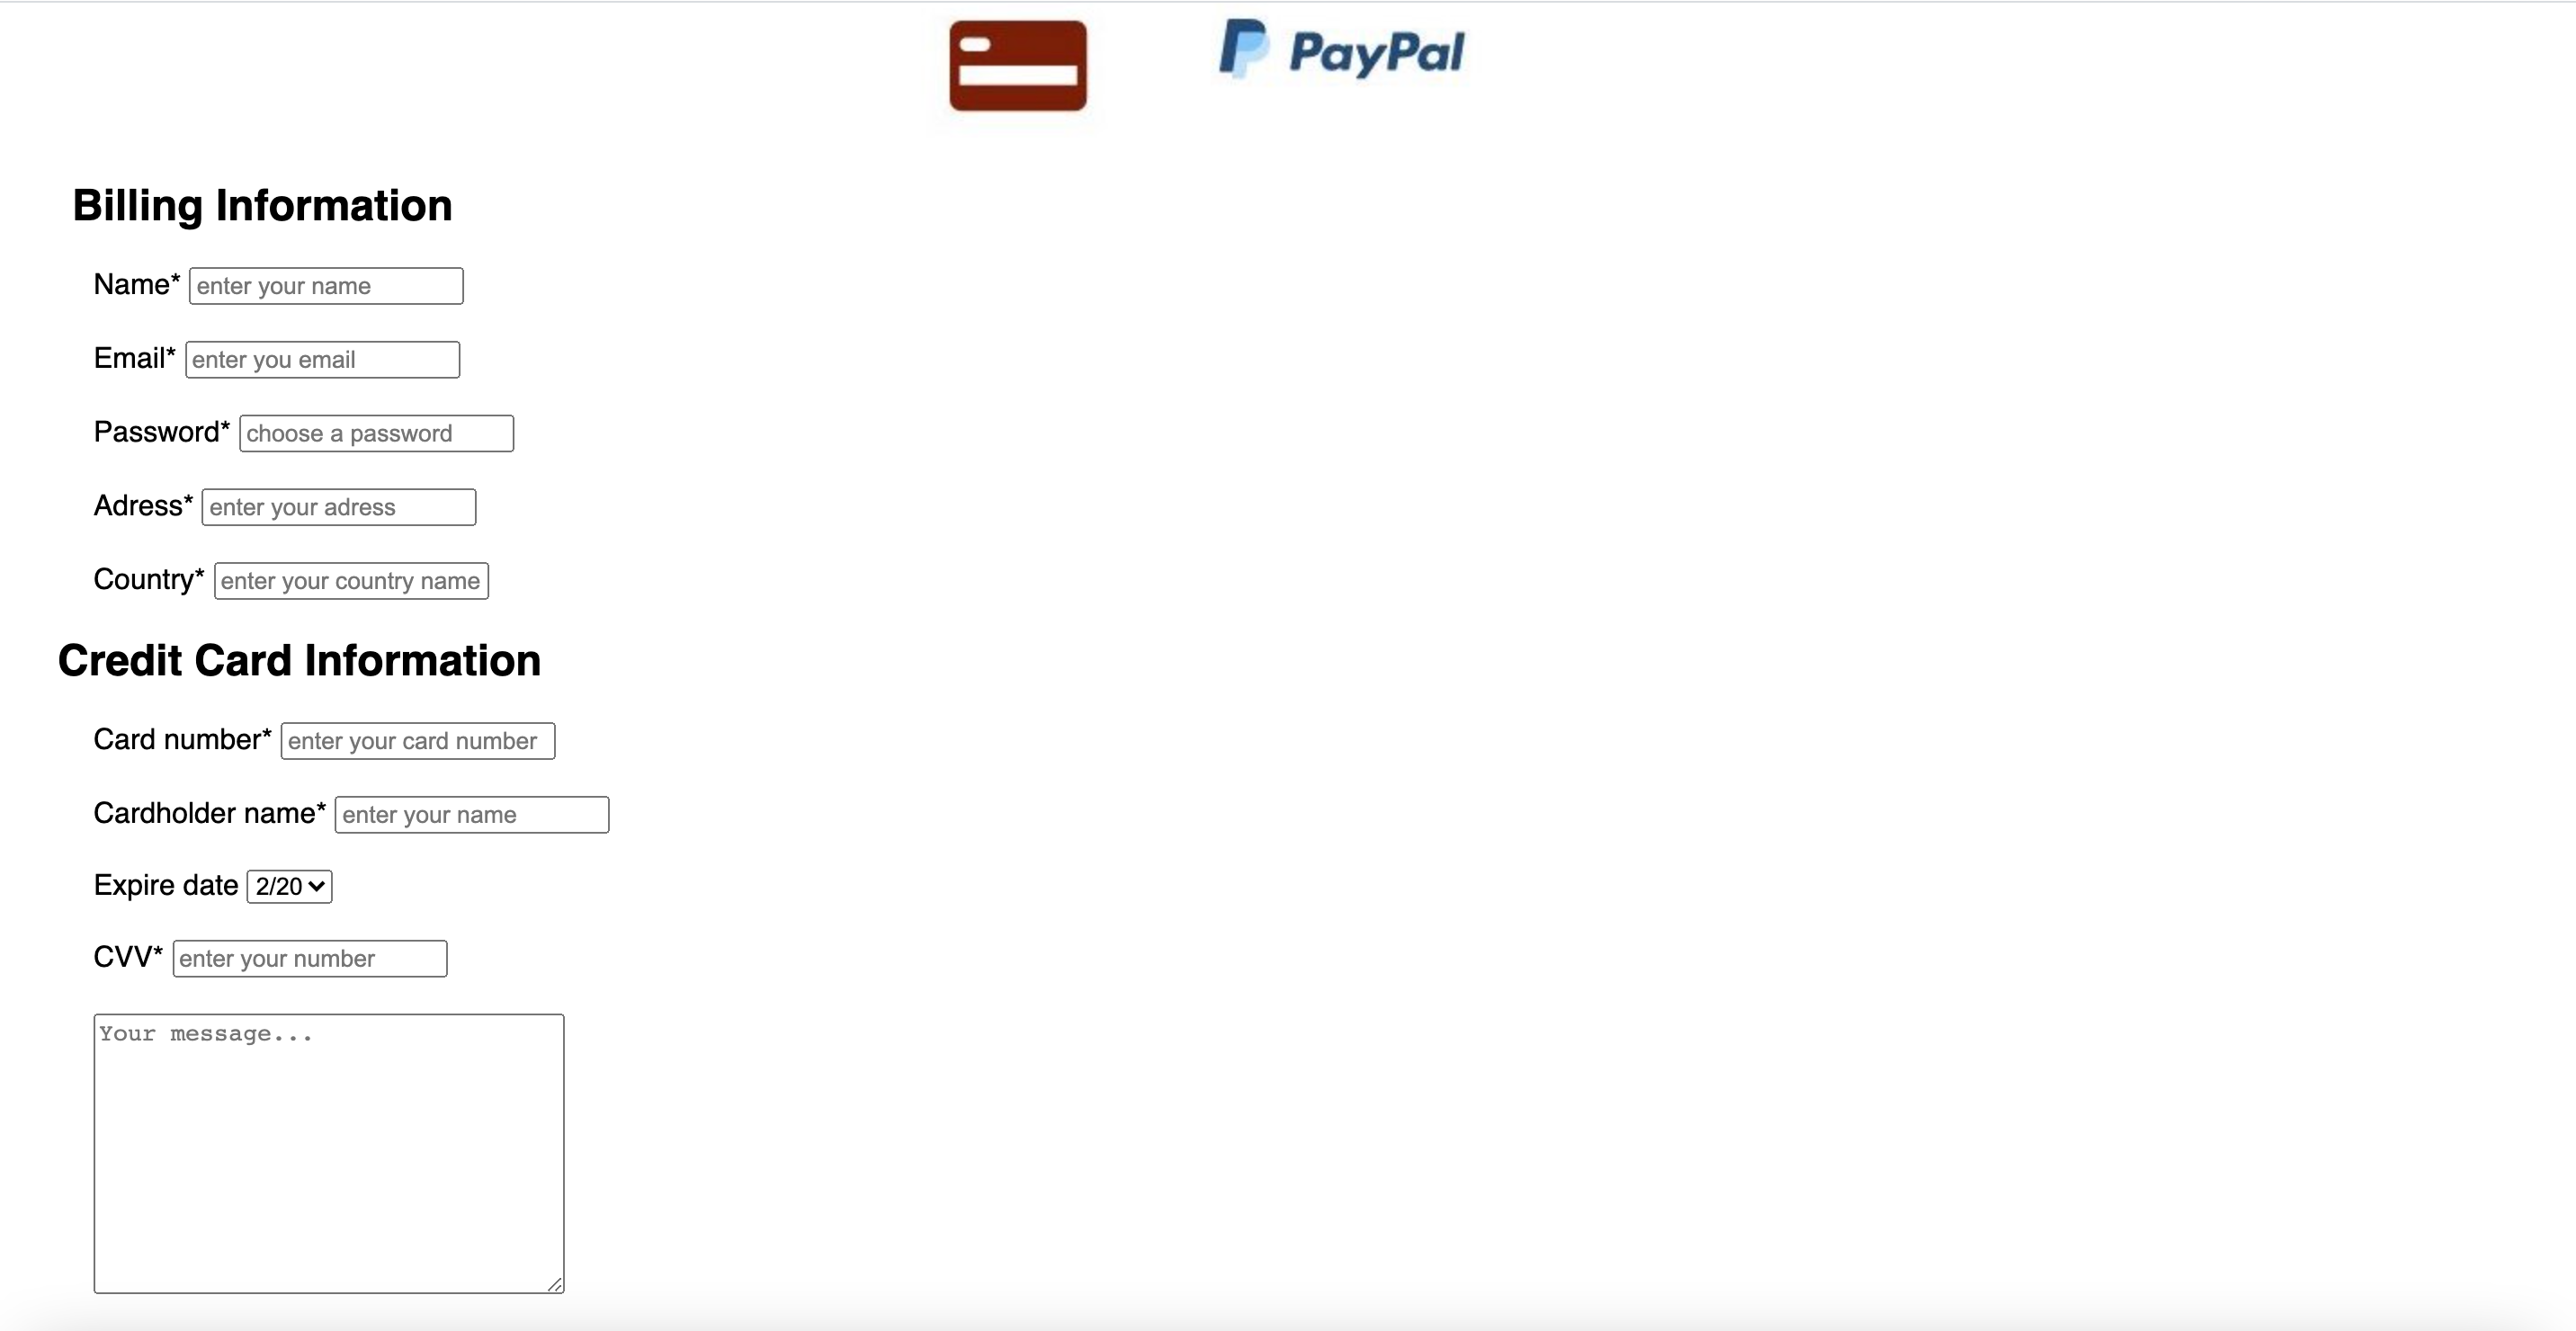 PayPal
Billing Information
Name* enter your name
Email* enter you email
Password* choose a password
Adress* enter your adress
Country* enter your country name
Credit Card Information
Card number* enter your card number
Cardholder name* enter your name
Expire date 2/20
CVV* enter your number
Your message...